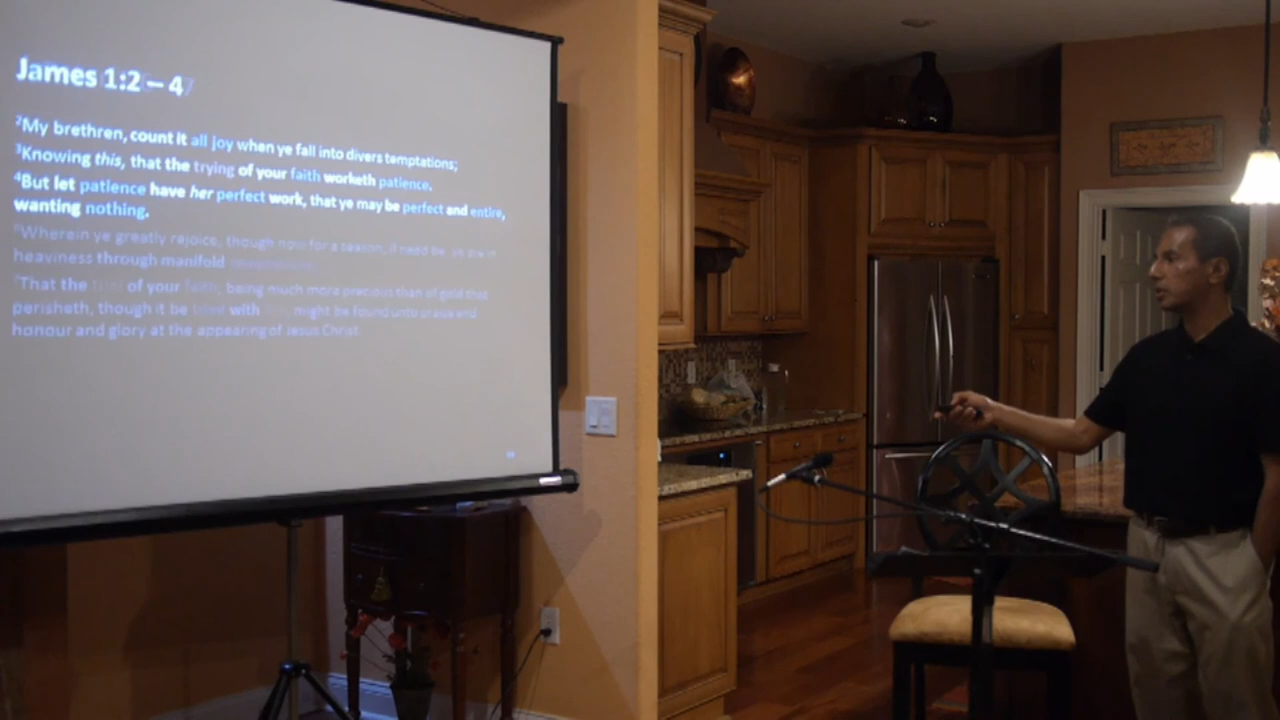 James 1:2 – 4
²My brethren, count it all joy when ye fall into divers temptations;
³Knowing this, that the trying of your faith worketh patience.
⁴But let patience have her perfect work, that ye may be perfect and entire,
wanting nothing.
Wherein ye greatly rejoice, though now for a season, if need be, ye are in
heaviness through manifold
That the trial of your faith, being much more precious than of gold that
perisheth, though it be tried with might be found unto praise and
honour and glory at the appearing of Jesus Christ.